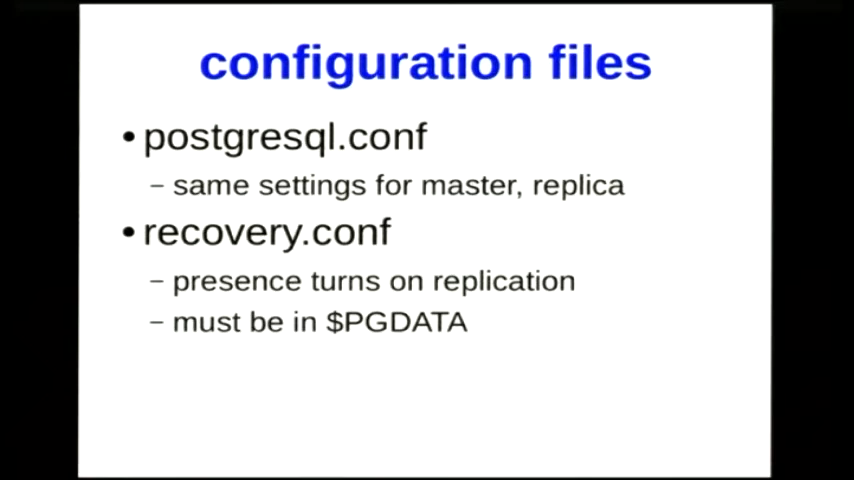 configuration files
• postgresql.conf
– same settings for master, replica
• recovery.conf
– presence turns on replication
– must be in $PGDATA